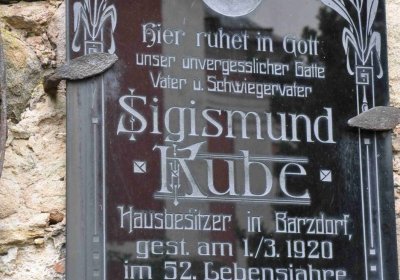 Hier ruhet in Gott
unser unvergesslicher Gatte
Vater u. Schwiegervater
Sigismund
Kube
Hausbesitzer in Barzdorf,
gest. am 1./3. 1920
im 52. Lebensjahre